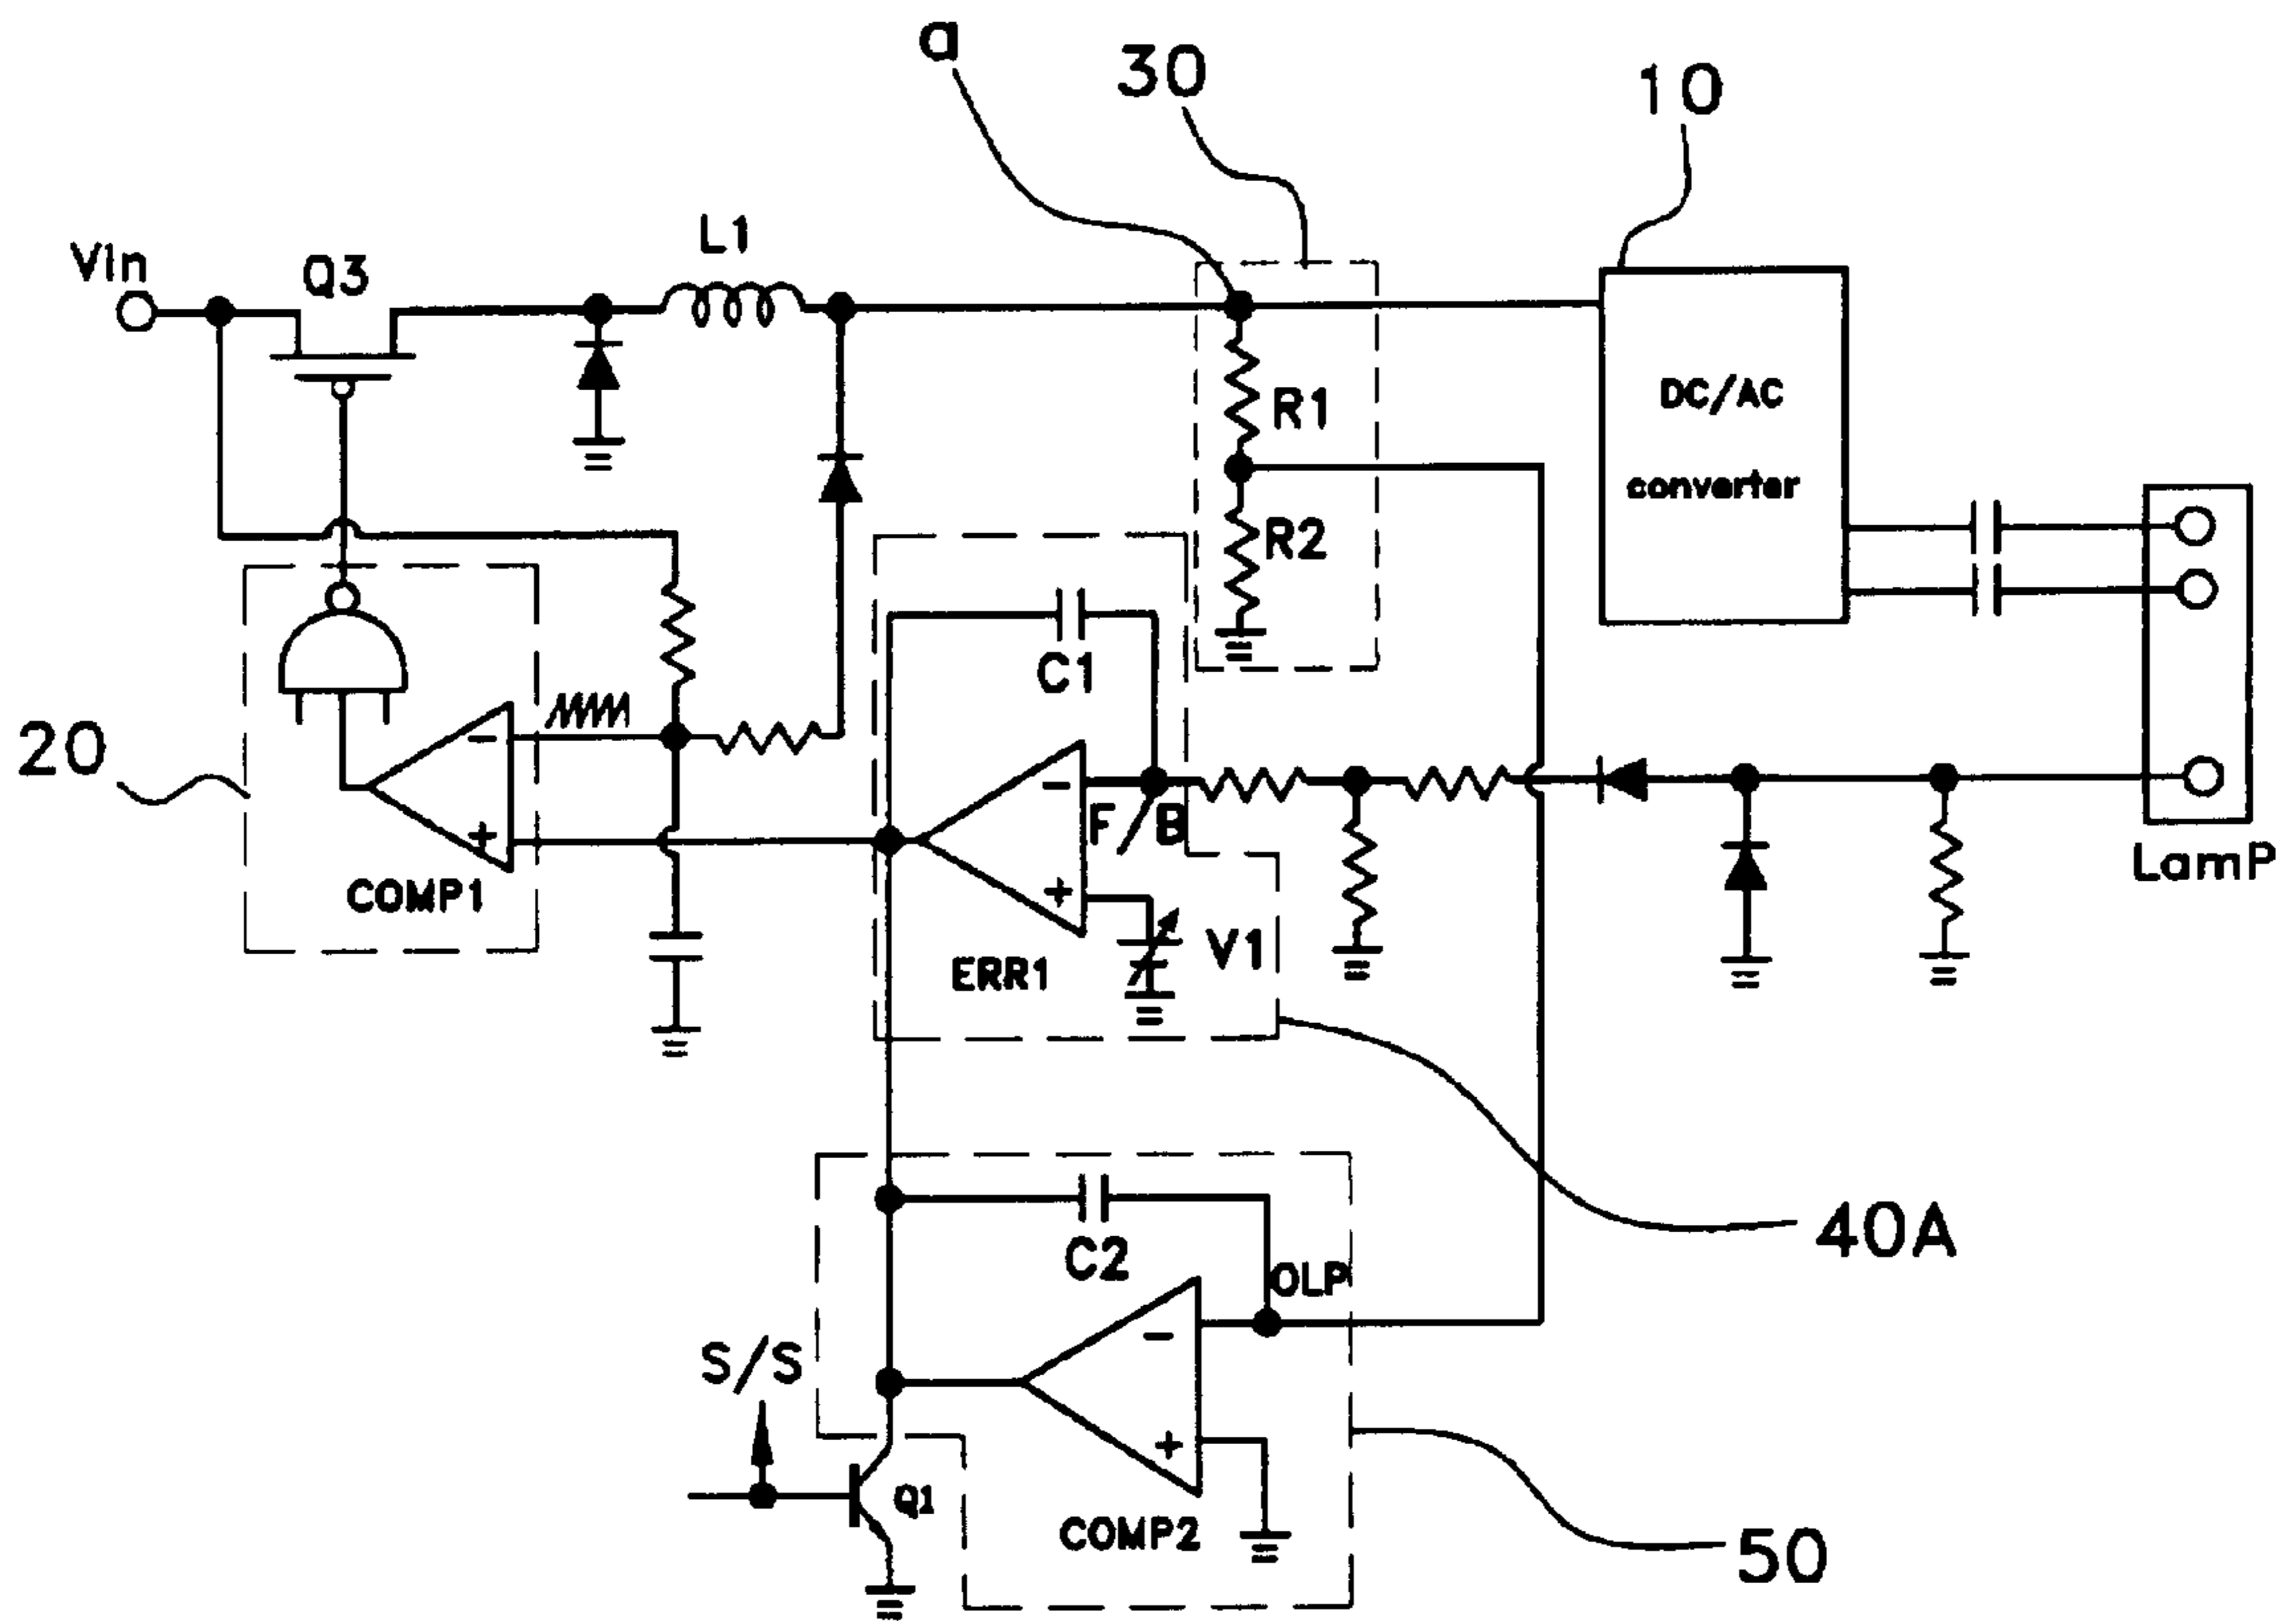 a
30
10
VIn
Q3
L1
R1
DC/AC
converter
R2
C1
20
-
+
COMP1
-
F/B
+
ERR1
V1
LamP
C2
40A
OLP
S/S
-
+
Q1
COMP2
50